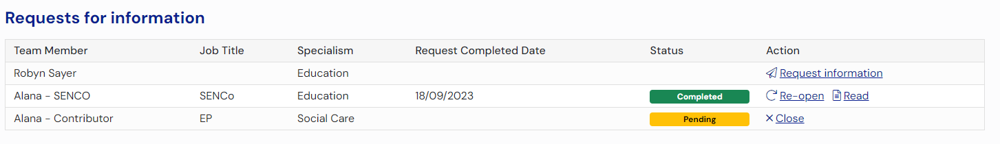 Requests for information
Team Member Job Title Specialism Request Completed Date Status Action
Robyn Sayer Education Request information
Alana - SENCO SENCo Education 18/09/2023 Completed Re-open Read
Alana - Contributor EP Social Care Pending Close